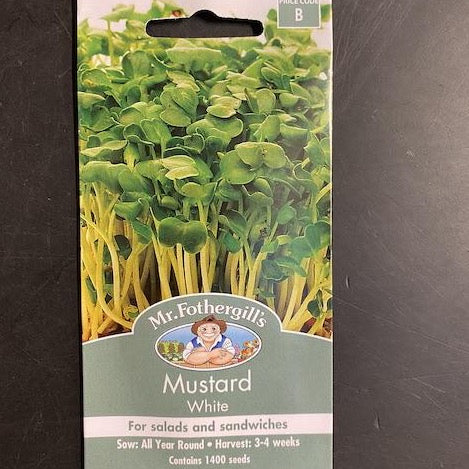 PRICE CODE
B
Mr. Fothergill's
Mustard
White
For salads and sandwiches
Sow: All Year Round • Harvest: 3-4 weeks
Contains 1400 seeds